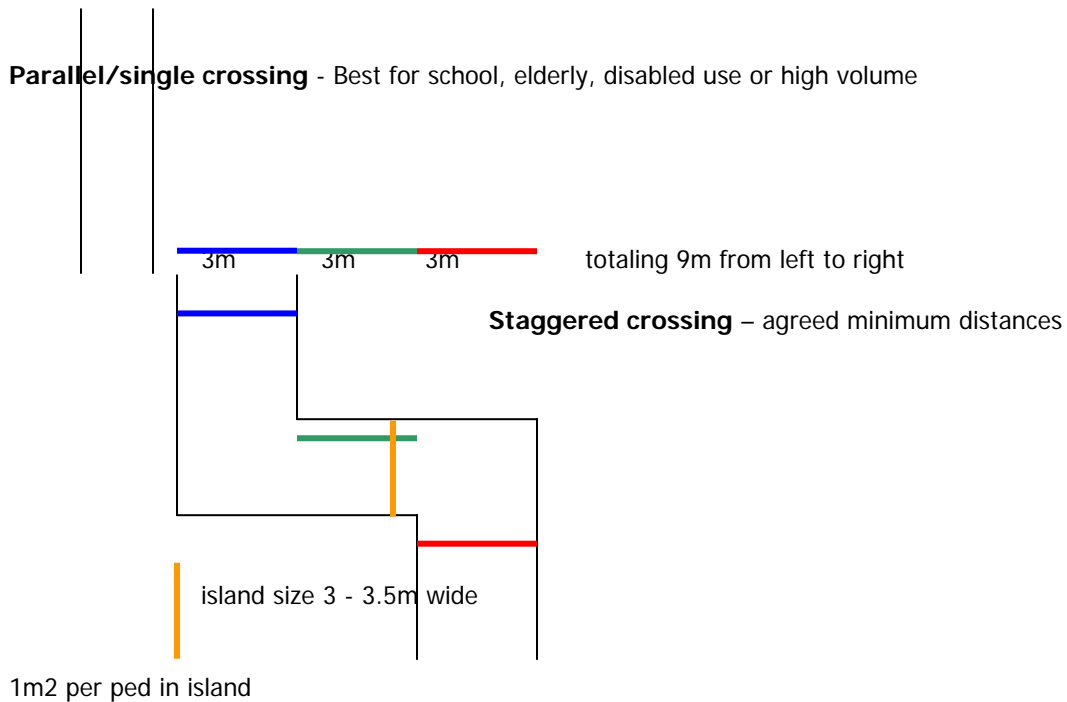 Parallel/single crossing - Best for school, elderly, disabled use or high volume
3m 3m 3m totaling 9m from left to right
Staggered crossing – agreed minimum distances
island size 3 - 3.5m wide
1m2 per ped in island